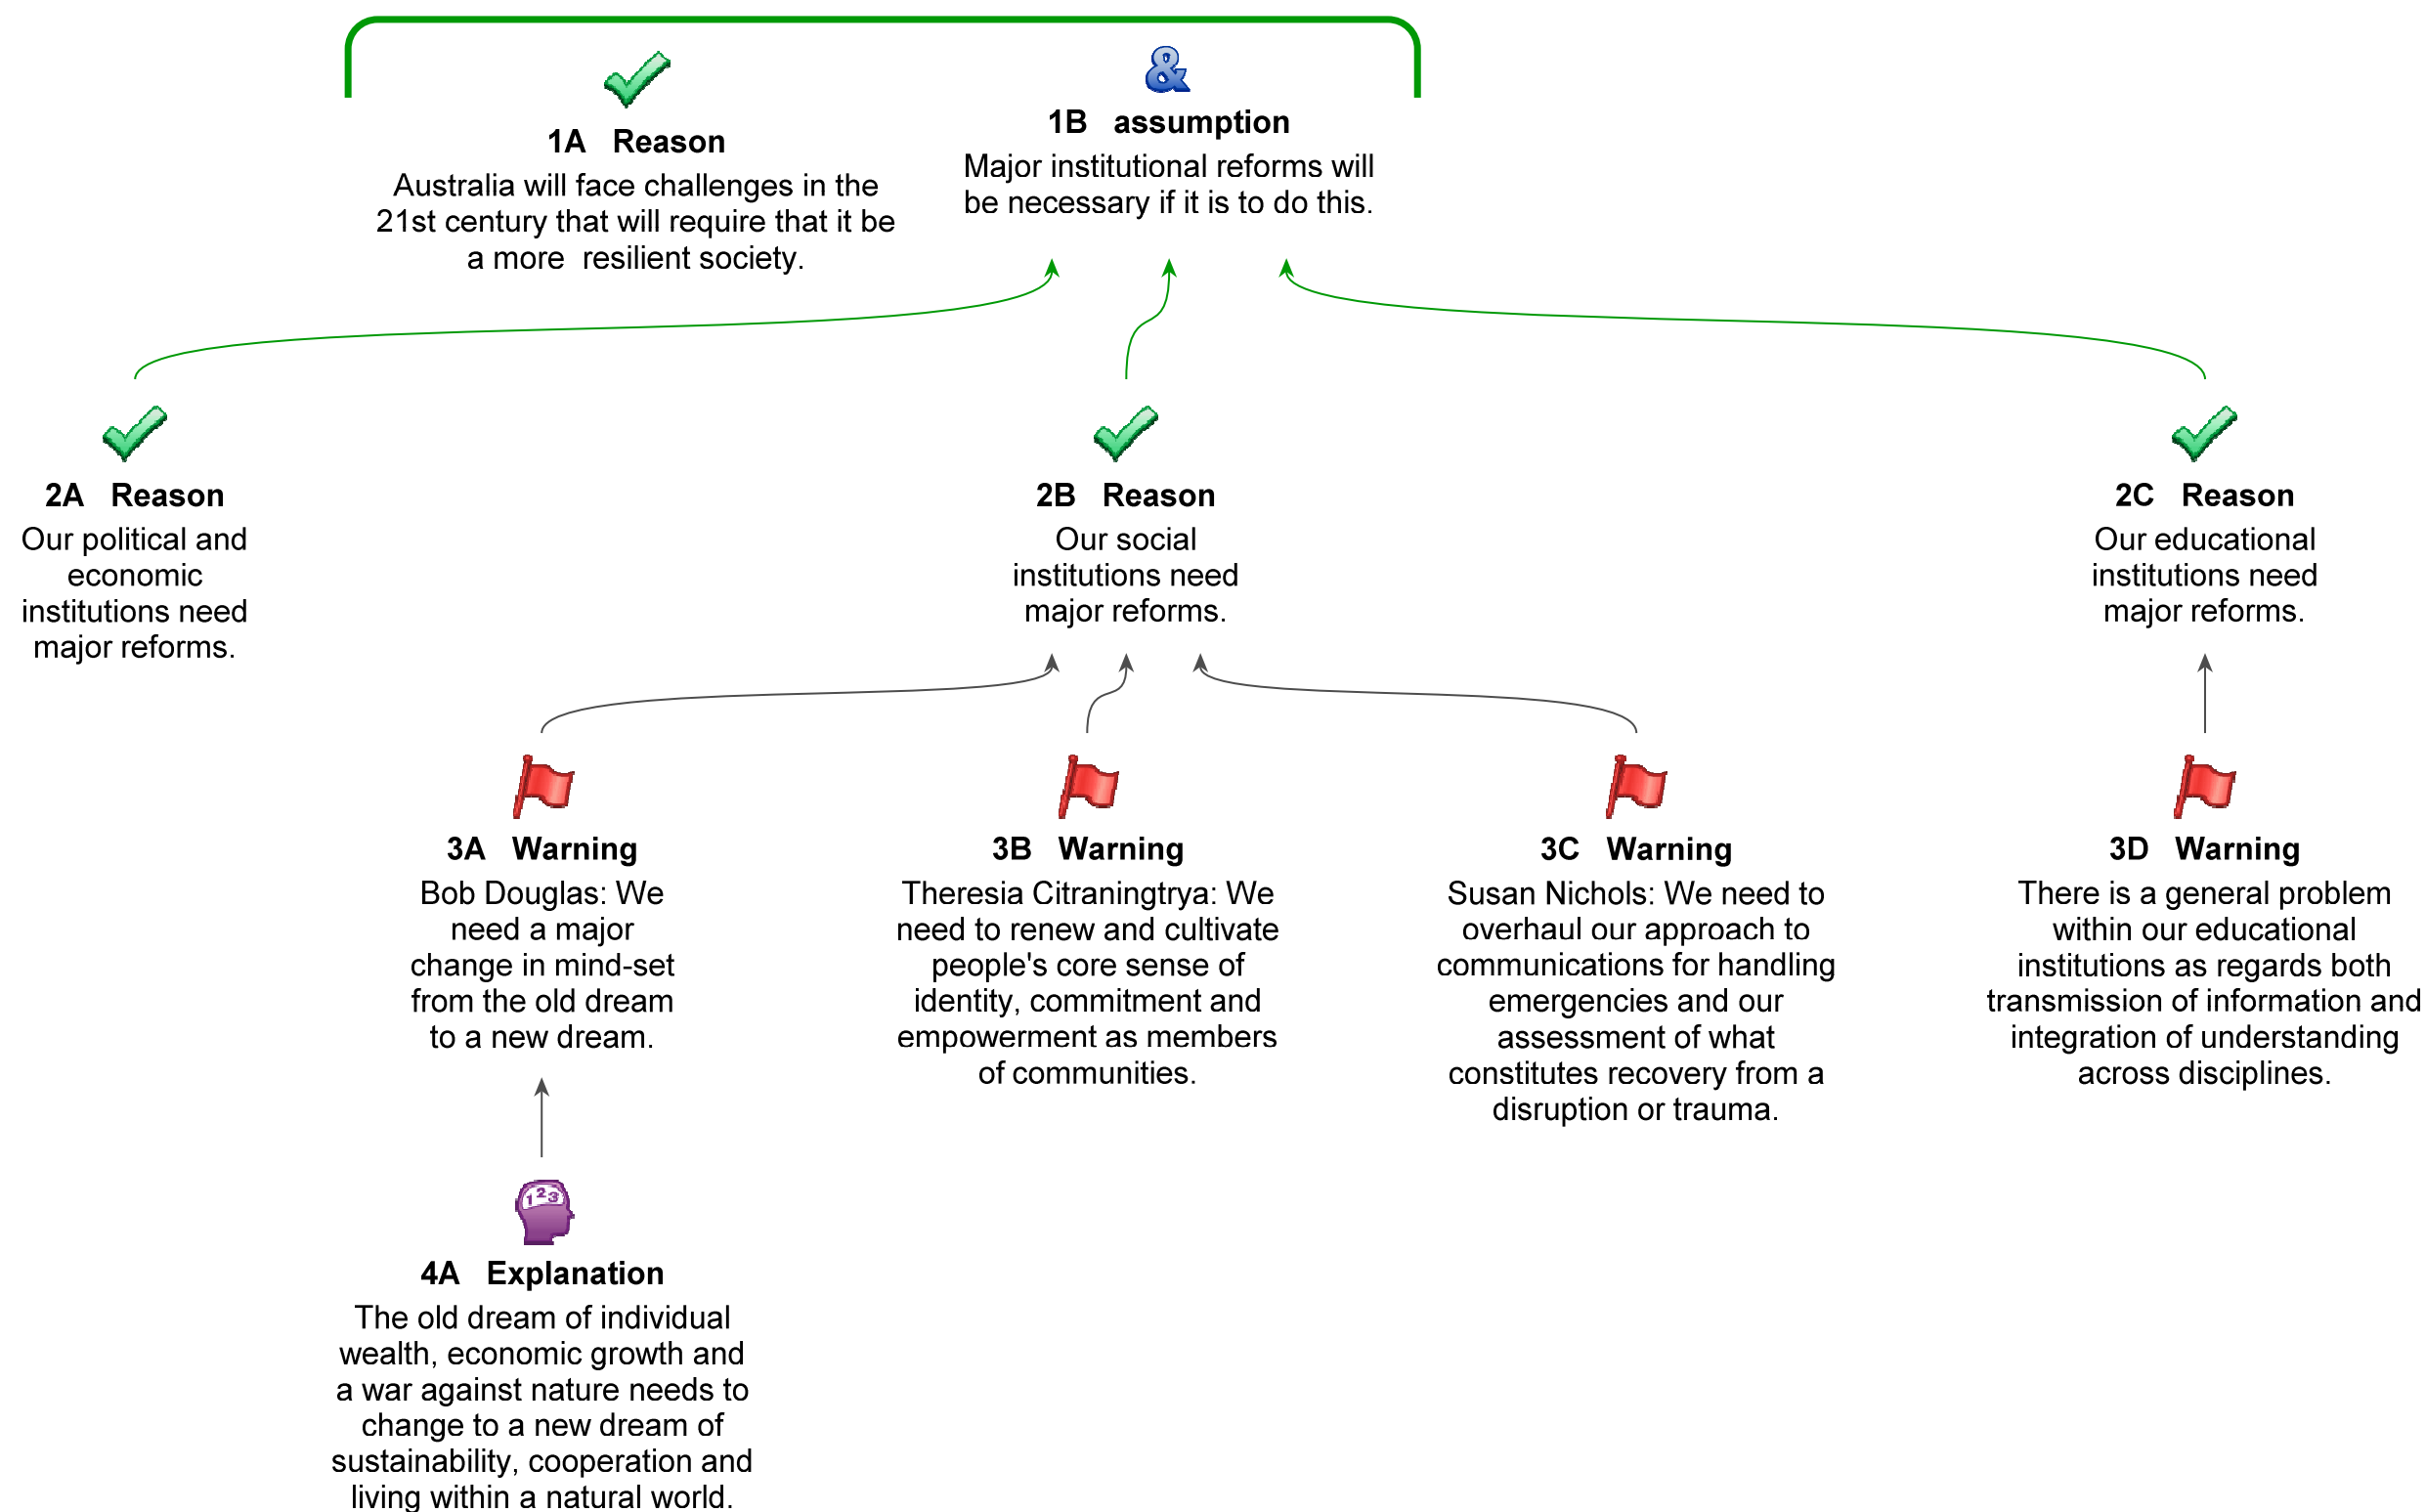 &
1A Reason
Australia will face challenges in the
21st century that will require that it be
a more resilient society.
1B assumption
Major institutional reforms will
be necessary if it is to do this.
2A Reason
Our political and
economic
institutions need
major reforms.
2B Reason
Our social
institutions need
major reforms.
2C Reason
Our educational
institutions need
major reforms.
3A Warning
Bob Douglas: We
need a major
change in mind-set
from the old dream
to a new dream.
3B Warning
Theresia Citraningtrya: We
need to renew and cultivate
people's core sense of
identity, commitment and
empowerment as members
of communities.
3C Warning
Susan Nichols: We need to
overhaul our approach to
communications for handling
emergencies and our
assessment of what
constitutes recovery from a
disruption or trauma.
3D Warning
There is a general problem
within our educational
institutions as regards both
transmission of information and
integration of understanding
across disciplines.
123
4A Explanation
The old dream of individual
wealth, economic growth and
a war against nature needs to
change to a new dream of
sustainability, cooperation and
living within a natural world.